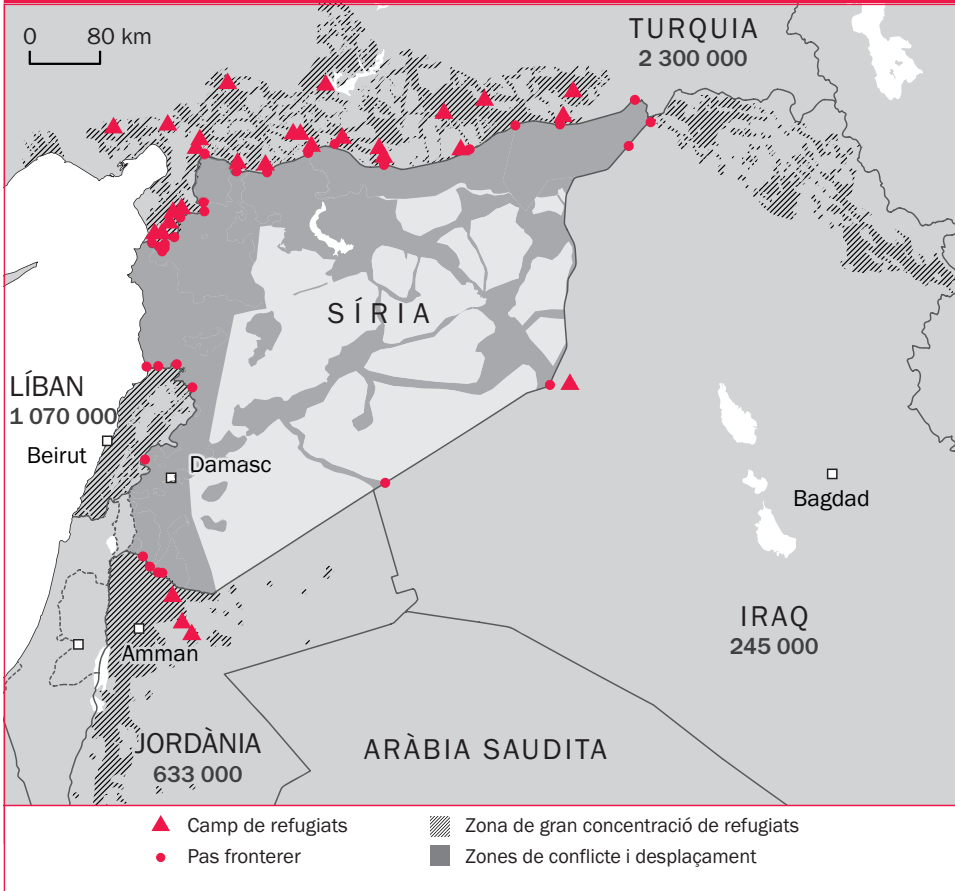 0 80 km
TURQUIA
2 300 000
SÍRIA
LÍBAN
1 070 000
Beirut
Damasc
Bagdad
IRAQ
245 000
Amman
JORDÀNIA
633 000
ARÀBIA SAUDITA
Camp de refugiats
Zona de gran concentració de refugiats
Pas fronterer
Zones de conflicte i desplaçament